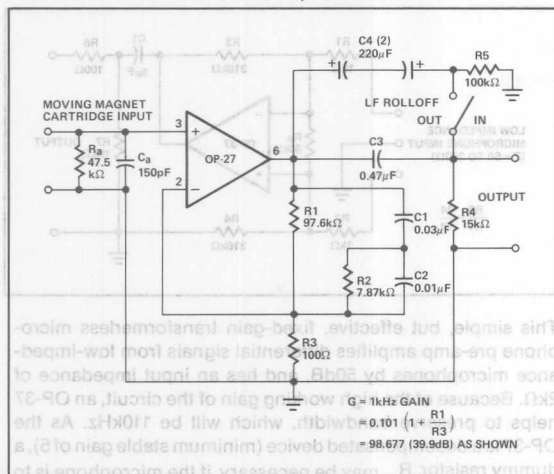 C4 (2)
220μF
R5
100kΩ
LF ROLLOFF
OUT IN
MOVING MAGNET
CARTRIDGE INPUT
3
+
OP-27
6
2
−
Ra
47.5
kΩ
Ca
150pF
C3
0.47μF
OUTPUT
R1
97.6kΩ
C1
0.03μF
R4
15kΩ
R2
7.87kΩ
C2
0.01μF
R3
100Ω
G = 1kHz GAIN
= 0.101 (1 + R1/R3)
= 98.677 (39.9dB) AS SHOWN
This simple, but effective, fixed-gain transformerless micro-
phone pre-amp amplifies differential signals from low-imped-
ance microphones by 50dB, and has an input impedance of
2kΩ. Because of the high working gain of the circuit, an OP-37
helps to preserve bandwidth, which will be 110kHz. As the
OP-37 is a decompensated device (minimum stable gain of 5), a
dummy resistor, R, may be necessary if the microphone is to